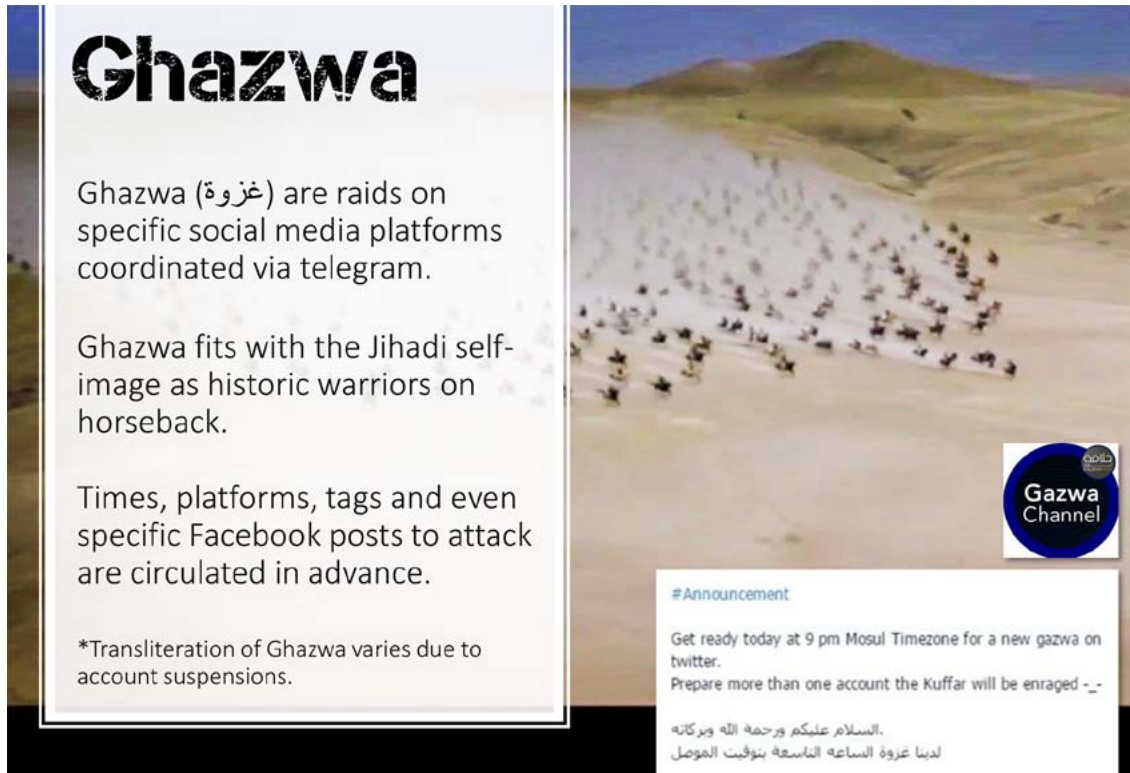 Ghazwa
Ghazwa (غزوة) are raids on
specific social media platforms
coordinated via telegram.
Ghazwa fits with the Jihadi self-
image as historic warriors on
horseback.
Times, platforms, tags and even
specific Facebook posts to attack
are circulated in advance.
*Transliteration of Ghazwa varies due to
account suspensions.
Gazwa
Channel
#Announcement
Get ready today at 9 pm Mosul Timezone for a new gazwa on
twitter.
Prepare more than one account the Kuffar will be enraged -_-
السلام عليكم ورحمة الله وبركاته.
لدينا غزوة الساعه التاسعة بتوقيت الموصل